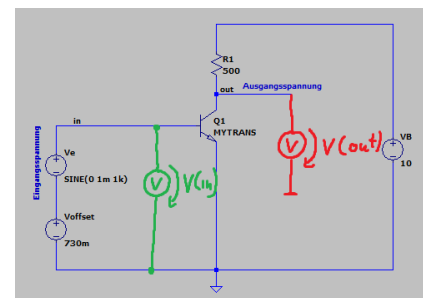 R1
500
out
Ausgangsspannung
Q1
MYTRANS
in
Eingangsspannung
Ve
SINE(0 1m 1k)
V
V(in)
V
V(out)
VB
10
Voffset
730m